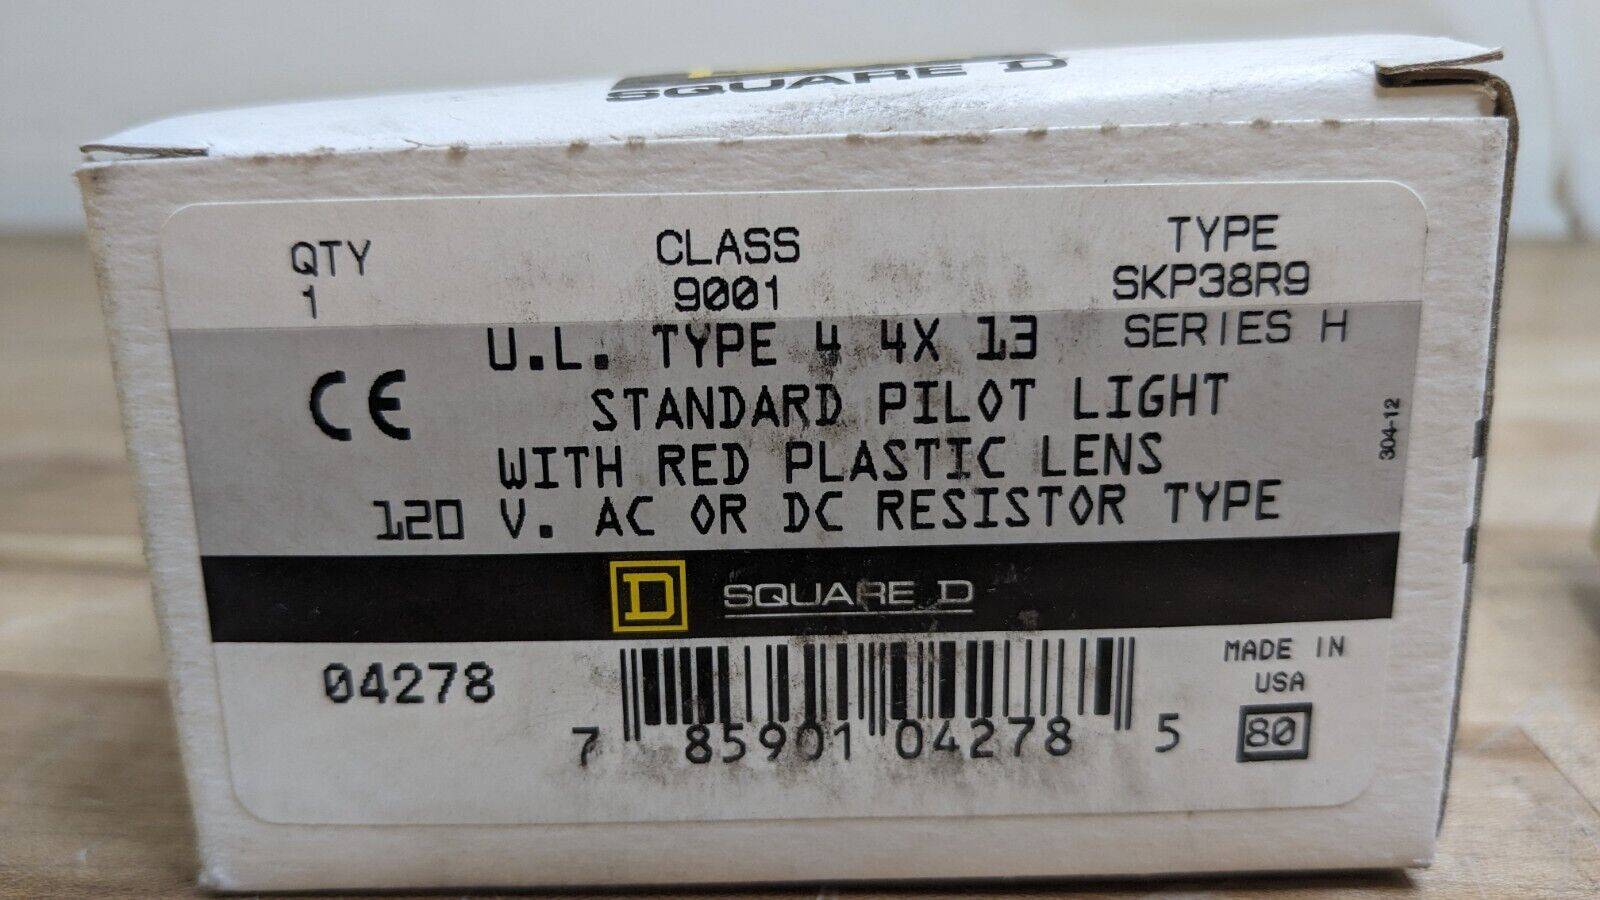 SQUARE D
QTY
1
CLASS
9001
TYPE
SKP38R9
SERIES H
U.L. TYPE 4 4X 13
CE
STANDARD PILOT LIGHT
WITH RED PLASTIC LENS
120 V. AC OR DC RESISTOR TYPE
304-12
D SQUARE D
04278
7 85901 04278 5
MADE IN
USA
80